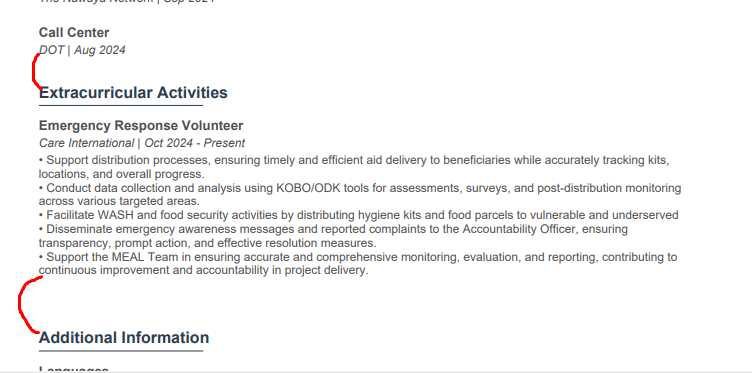 The Nawaya Network | Sep 2024
Call Center
DOT | Aug 2024
Extracurricular Activities
Emergency Response Volunteer
Care International | Oct 2024 - Present
• Support distribution processes, ensuring timely and efficient aid delivery to beneficiaries while accurately tracking kits,
locations, and overall progress.
• Conduct data collection and analysis using KOBO/ODK tools for assessments, surveys, and post-distribution monitoring
across various targeted areas.
• Facilitate WASH and food security activities by distributing hygiene kits and food parcels to vulnerable and underserved
• Disseminate emergency awareness messages and reported complaints to the Accountability Officer, ensuring
transparency, prompt action, and effective resolution measures.
• Support the MEAL Team in ensuring accurate and comprehensive monitoring, evaluation, and reporting, contributing to
continuous improvement and accountability in project delivery.
Additional Information
Languages